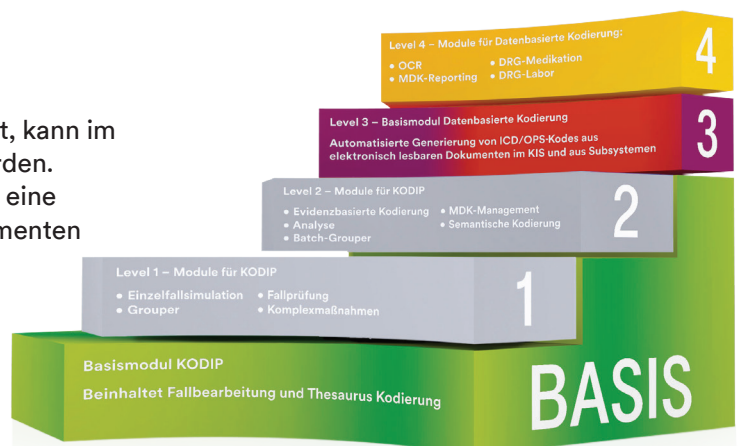 t, kann im
rden.
eine
menten
Level 4 – Module für Datenbasierte Kodierung:
• OCR • DRG-Medikation
• MDK-Reporting • DRG-Labor
4
Level 3 – Basismodul Datenbasierte Kodierung
Automatisierte Generierung von ICD/OPS-Kodes aus
elektronisch lesbaren Dokumenten im KIS und aus Subsystemen
3
Level 2 – Module für KODIP
• Evidenzbasierte Kodierung • MDK-Management
• Analyse • Semantische Kodierung
• Batch-Grouper
2
Level 1 – Module für KODIP
• Einzelfallsimulation • Fallprüfung
• Grouper • Komplexmaßnahmen
1
Basismodul KODIP
Beinhaltet Fallbearbeitung und Thesaurus Kodierung
BASIS